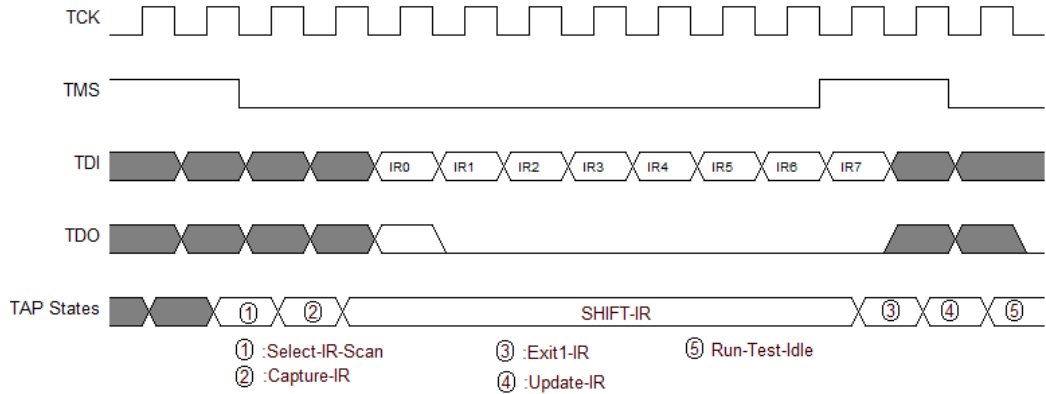 TCK
TMS
TDI IR0 IR1 IR2 IR3 IR4 IR5 IR6 IR7
TDO
TAP States ① ② SHIFT-IR ③ ④ ⑤
① :Select-IR-Scan ③ :Exit1-IR ⑤ Run-Test-Idle
② :Capture-IR ④ :Update-IR